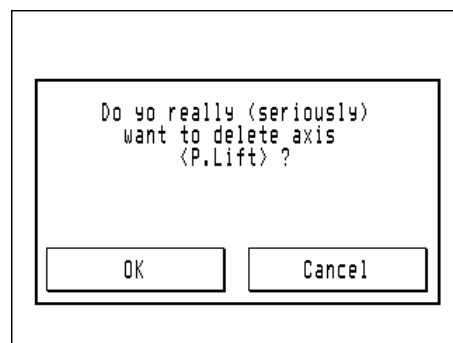 Do yo really (seriously)
want to delete axis
<P.Lift> ?
OK
Cancel